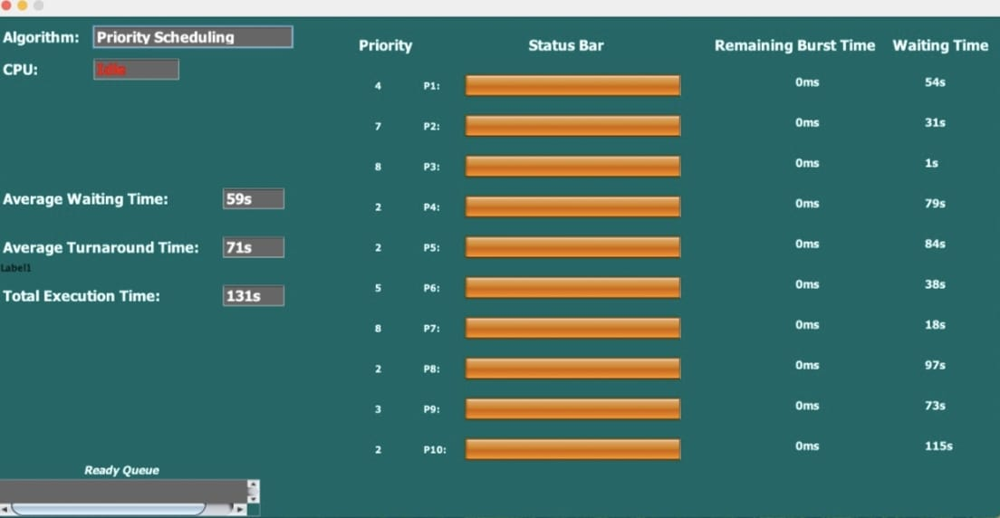 Algorithm: Priority Scheduling
CPU: Idle
Average Waiting Time: 59s
Average Turnaround Time: 71s
Label1
Total Execution Time: 131s
Ready Queue
Priority Status Bar Remaining Burst Time Waiting Time
4 P1: 0ms 54s
7 P2: 0ms 31s
8 P3: 0ms 1s
2 P4: 0ms 79s
2 P5: 0ms 84s
5 P6: 0ms 38s
8 P7: 0ms 18s
2 P8: 0ms 97s
3 P9: 0ms 73s
2 P10: 0ms 115s